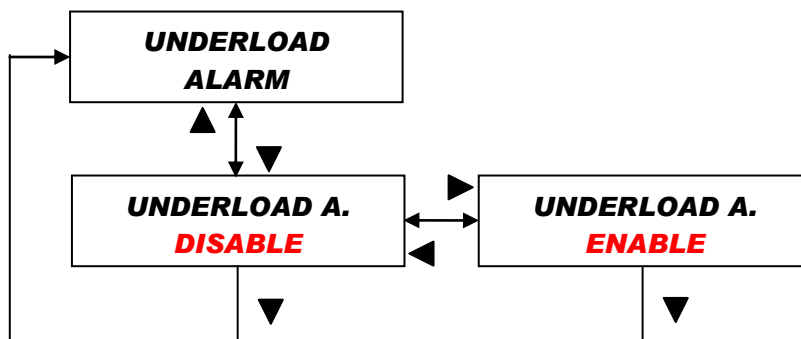 UNDERLOAD
ALARM
UNDERLOAD A.
DISABLE
UNDERLOAD A.
ENABLE